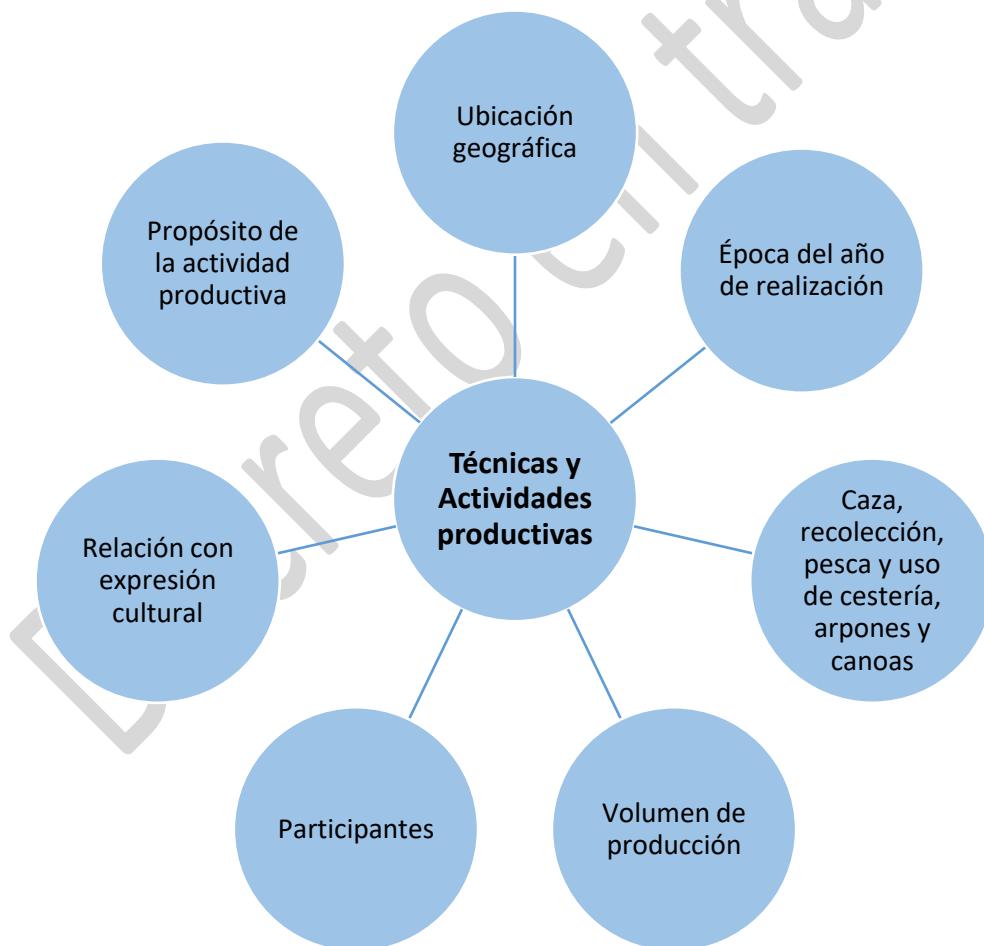 Ubicación
geográfica
Época del año
de realización
Caza,
recolección,
pesca y uso
de cestería,
arpones y
canoas
Volumen de
producción
Participantes
Relación con
expresión
cultural
Propósito de
la actividad
productiva
Técnicas y
Actividades
productivas